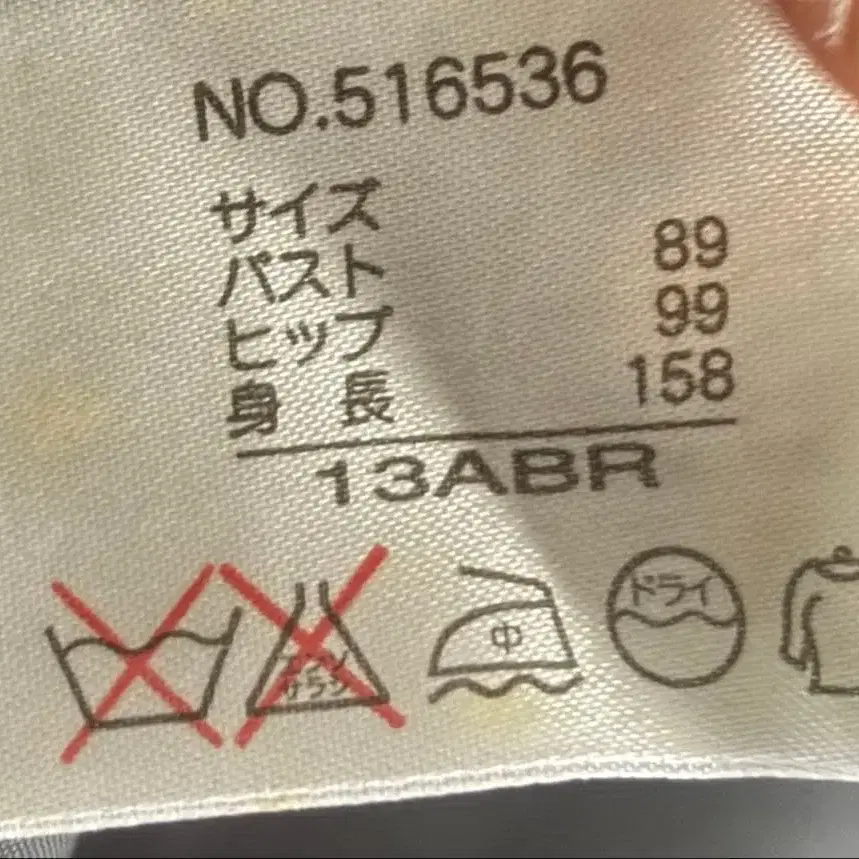 NO.516536
サイズ
バスト 89
ヒップ 99
身 長 158
13ABR
中
ドライ